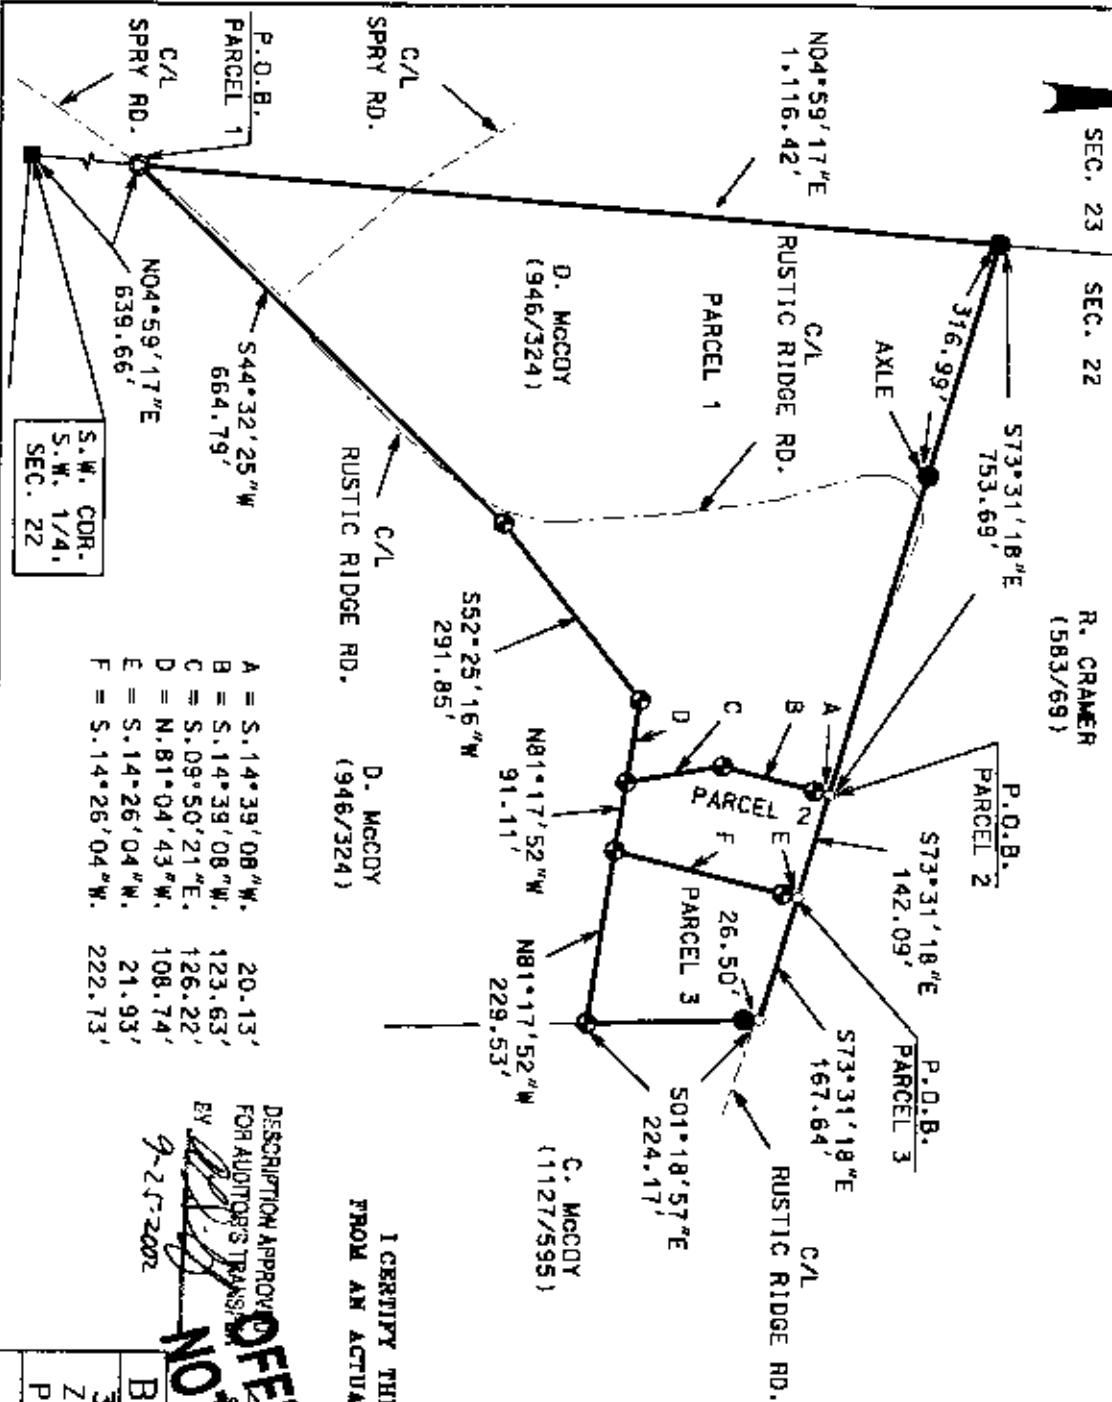 SEC. 23
SEC. 22
N04°59'17"E
1,116.42'
316.99'
AXLE
S73°31'18"E
753.69'
R. CRAMER
(583/69)
P.O.B.
PARCEL 2
S73°31'18"E
142.09'
P.O.B.
PARCEL 3
S73°31'18"E
167.64'
C/L
RUSTIC RIDGE RD.
C/L
RUSTIC RIDGE RD.
PARCEL 1
D. McCOY
(946/324)
C/L
SPRY RD.
P.O.B.
PARCEL 1
C/L
SPRY RD.
N04°59'17"E
639.66'
S.W. COR.
S.W. 1/4,
SEC. 22
S44°32'25"W
664.79'
C/L
RUSTIC RIDGE RD.
S52°25'16"W
291.85'
A
B
C
D
E
F
PARCEL 2
PARCEL 3
26.50'
N81°17'52"W
91.11'
N81°17'52"W
229.53'
S01°18'57"E
224.17'
C. McCOY
(1127/595)
D. McCOY
(946/324)
A = S.14°39'08"W. 20.13'
B = S.14°39'08"W. 123.63'
C = S.09°50'21"E. 126.22'
D = N.81°04'43"W. 108.74'
E = S.14°26'04"W. 21.93'
F = S.14°26'04"W. 222.73'
I CERTIFY THI
FROM AN ACTUA
DESCRIPTION APPROVED
FOR AUDITOR'S
BY
9-25-2002
B
Z
P